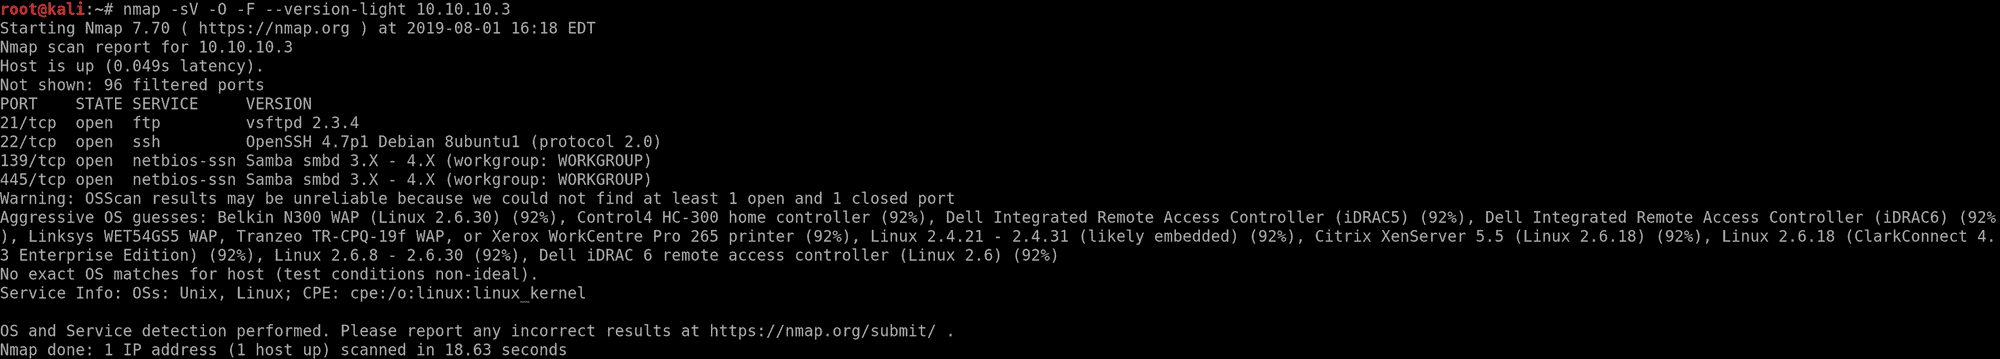 root@kali:~# nmap -sV -O -F --version-light 10.10.10.3
Starting Nmap 7.70 ( https://nmap.org ) at 2019-08-01 16:18 EDT
Nmap scan report for 10.10.10.3
Host is up (0.049s latency).
Not shown: 96 filtered ports
PORT    STATE SERVICE     VERSION
21/tcp  open  ftp         vsftpd 2.3.4
22/tcp  open  ssh         OpenSSH 4.7p1 Debian 8ubuntu1 (protocol 2.0)
139/tcp open  netbios-ssn Samba smbd 3.X - 4.X (workgroup: WORKGROUP)
445/tcp open  netbios-ssn Samba smbd 3.X - 4.X (workgroup: WORKGROUP)
Warning: OSScan results may be unreliable because we could not find at least 1 open and 1 closed port
Aggressive OS guesses: Belkin N300 WAP (Linux 2.6.30) (92%), Control4 HC-300 home controller (92%), Dell Integrated Remote Access Controller (iDRAC5) (92%), Dell Integrated Remote Access Controller (iDRAC6) (92%
), Linksys WET54GS5 WAP, Tranzeo TR-CPQ-19f WAP, or Xerox WorkCentre Pro 265 printer (92%), Linux 2.4.21 - 2.4.31 (likely embedded) (92%), Citrix XenServer 5.5 (Linux 2.6.18) (92%), Linux 2.6.18 (ClarkConnect 4.
3 Enterprise Edition) (92%), Linux 2.6.8 - 2.6.30 (92%), Dell iDRAC 6 remote access controller (Linux 2.6) (92%)
No exact OS matches for host (test conditions non-ideal).
Service Info: OSs: Unix, Linux; CPE: cpe:/o:linux:linux_kernel
OS and Service detection performed. Please report any incorrect results at https://nmap.org/submit/ .
Nmap done: 1 IP address (1 host up) scanned in 18.63 seconds